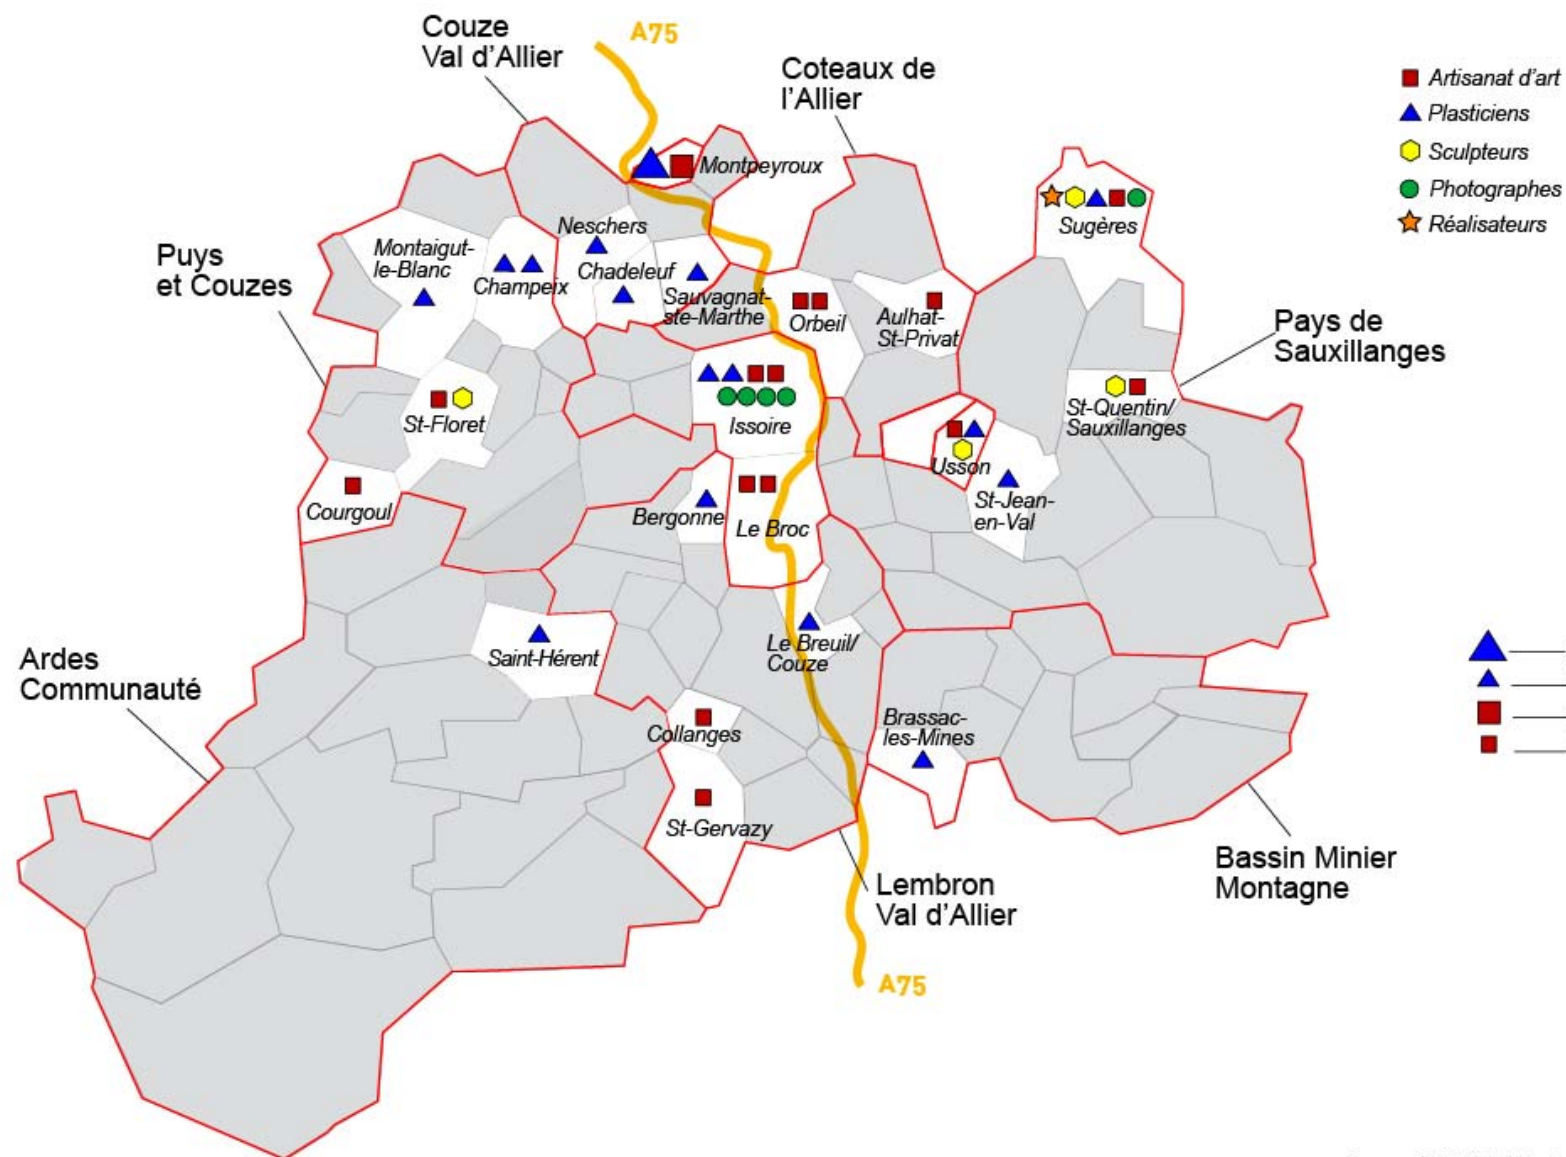 Couze
Val d'Allier
A75
Coteaux de
l'Allier
Artisanat d'art
Plasticiens
Sculpteurs
Photographes
Réalisateurs
Montpeyroux
Sugères
Neschers
Montaigut-
le-Blanc
Champeix
Chadeleuf
Sauvagnat-
ste-Marthe
Puys
et Couzes
Orbeil
Aulhat-
St-Privat
Pays de
Sauxillanges
St-Floret
Issoire
St-Quentin/
Sauxillanges
Usson
Courgoul
Bergonne
Le Broc
St-Jean-
en-Val
Saint-Hérent
Le Breuil/
Couze
Ardes
Communauté
Collanges
Brassac-
les-Mines
St-Gervazy
Bassin Minier
Montagne
Lembron
Val d'Allier
A75